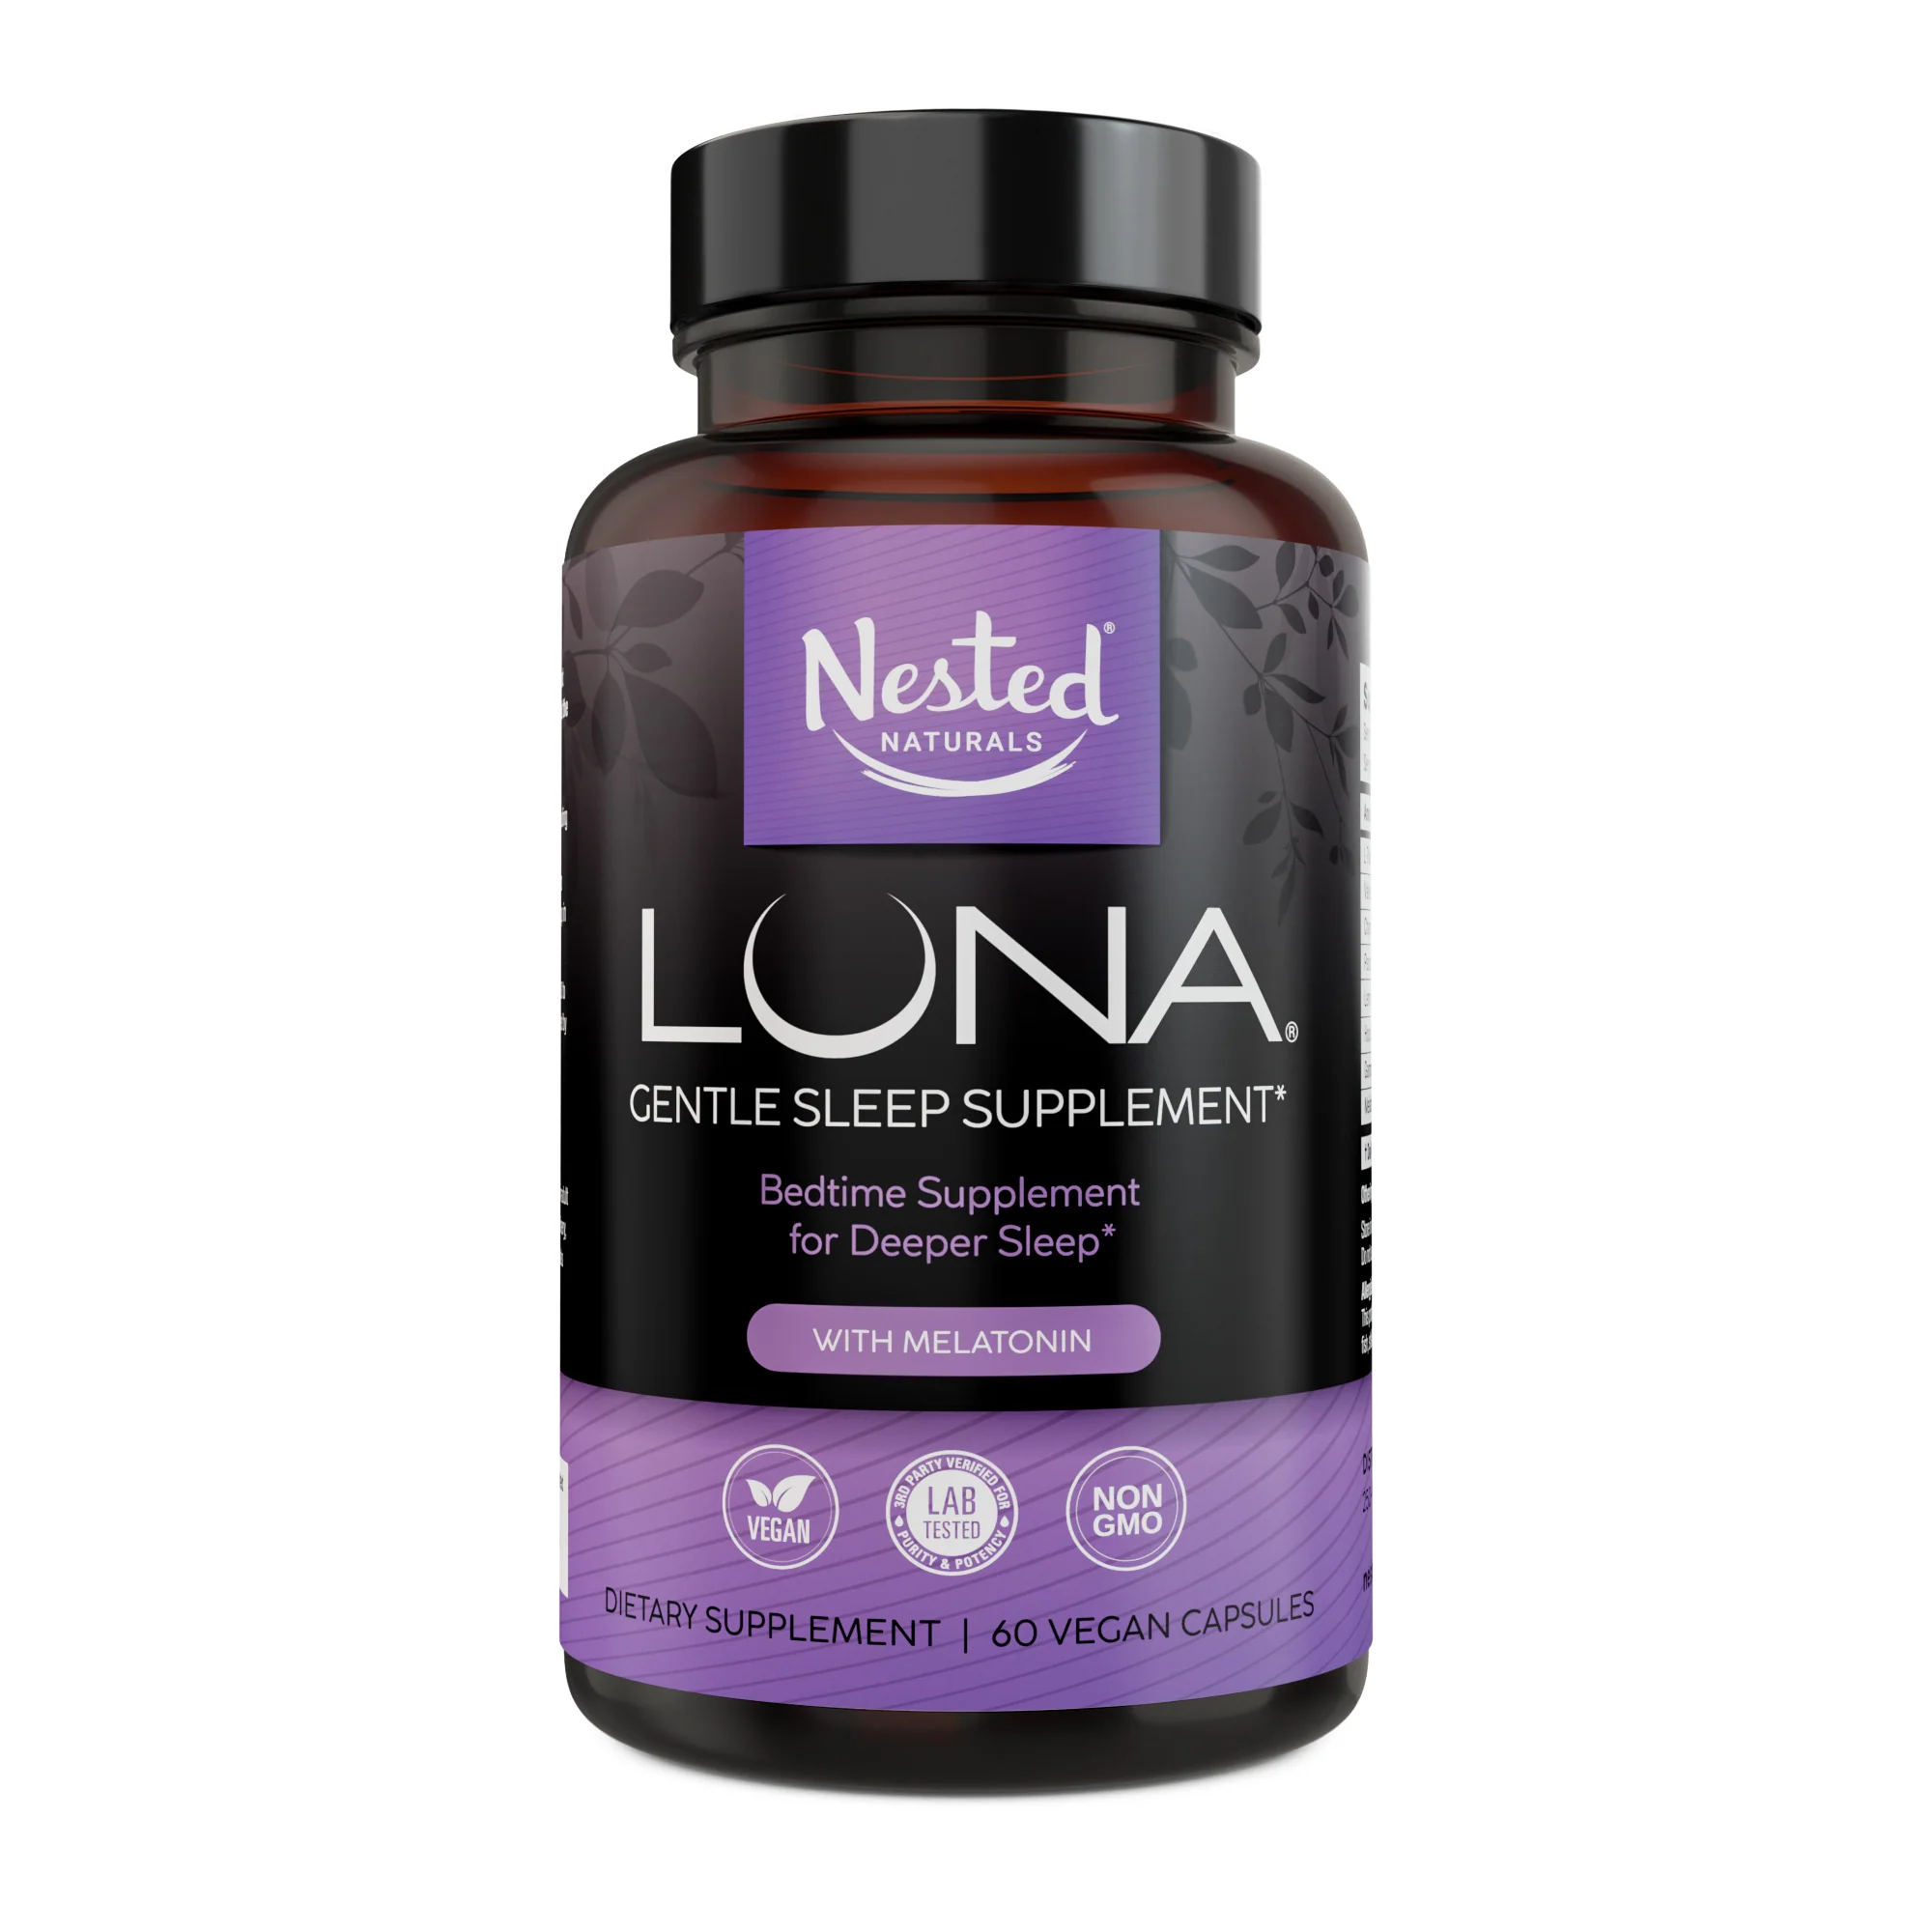 Nested®
NATURALS
LUNA®
GENTLE SLEEP SUPPLEMENT*
Bedtime Supplement
for Deeper Sleep*
WITH MELATONIN
VEGAN
3RD PARTY VERIFIED FOR
LAB
TESTED
PURITY & POTENCY
NON
GMO
DIETARY SUPPLEMENT | 60 VEGAN CAPSULES